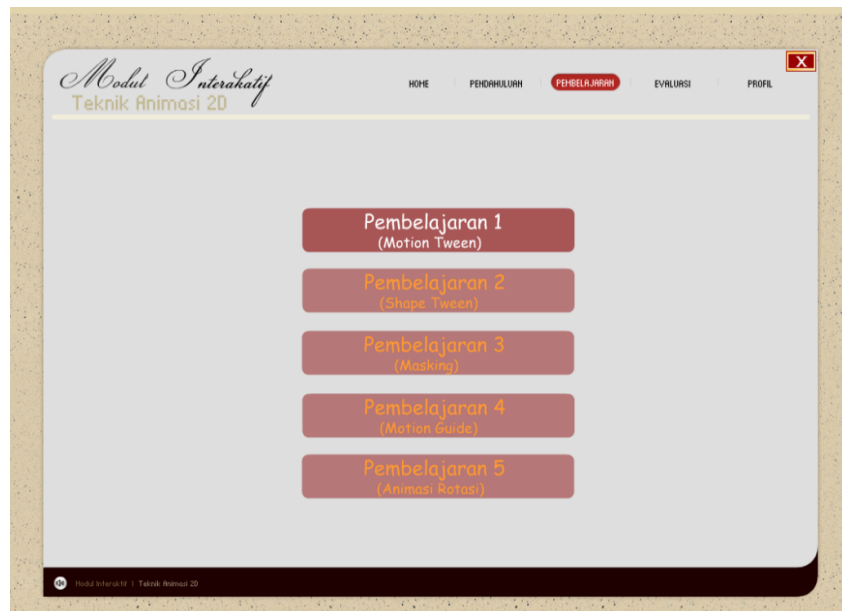 Modul Interakatif
Teknik Animasi 2D
HOME PENDAHULUAN PEMBELAJARAN EVALUASI PROFIL
X
Pembelajaran 1
(Motion Tween)
Pembelajaran 2
(Shape Tween)
Pembelajaran 3
(Masking)
Pembelajaran 4
(Motion Guide)
Pembelajaran 5
(Animasi Rotasi)
Modul Interaktif | Teknik Animasi 2D